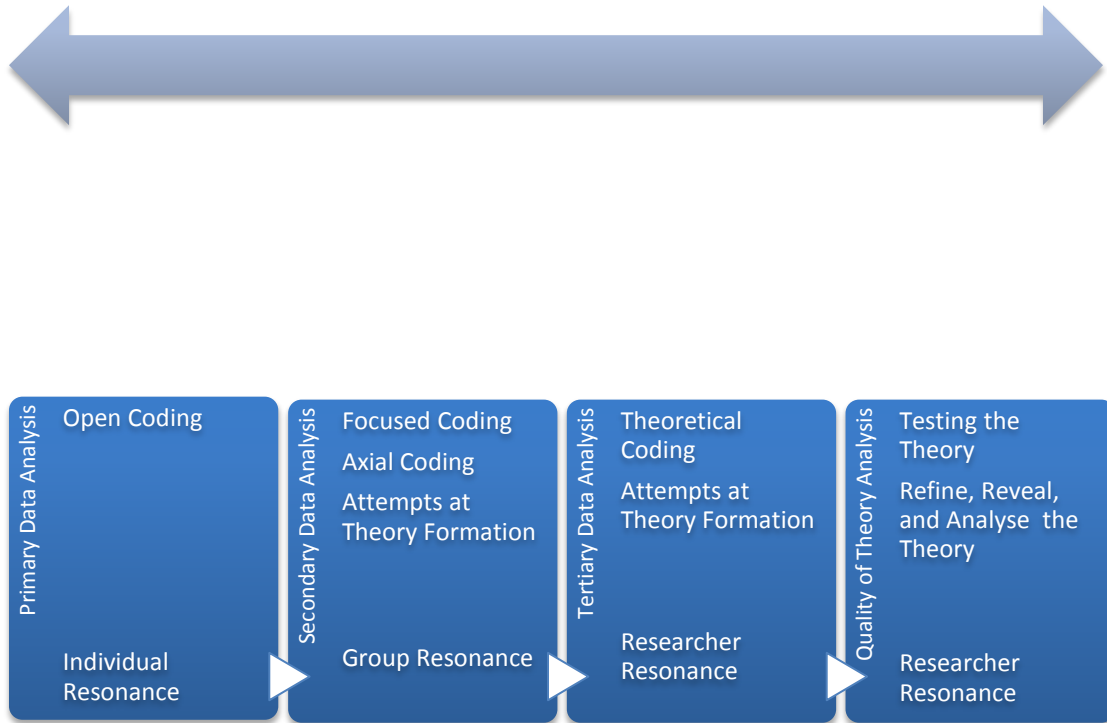 Primary Data Analysis
Open Coding
Individual
Resonance
Secondary Data Analysis
Focused Coding
Axial Coding
Attempts at
Theory Formation
Group Resonance
Tertiary Data Analysis
Theoretical
Coding
Attempts at
Theory Formation
Researcher
Resonance
Quality of Theory Analysis
Testing the
Theory
Refine, Reveal,
and Analyse the
Theory
Researcher
Resonance